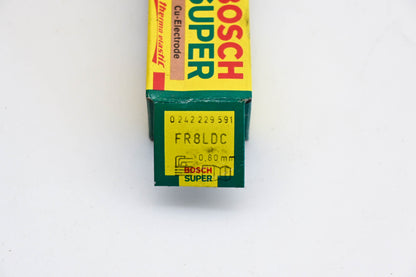 thermo elastic
Cu-Electrode
SUPER
BOSCH
0 242 229 591
FR8LDC
0,80 mm
BOSCH
SUPER